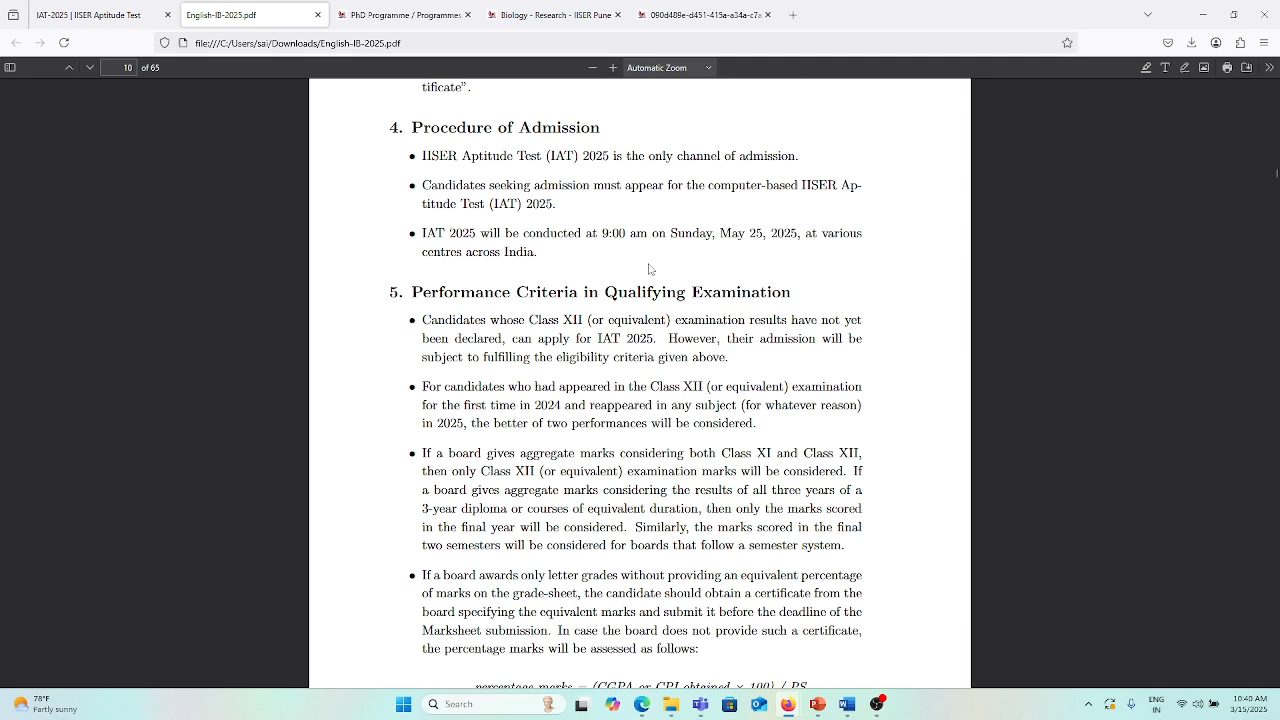 IAT-2025 | IISER Aptitude Test
English-IB-2025.pdf
PhD Programme / Programmes
Biology - Research - IISER Pune
090d489e-d451-415a-a34a-c7a
file:///C:/Users/sai/Downloads/English-IB-2025.pdf
10 of 65
Automatic Zoom
tificate".
4. Procedure of Admission
• IISER Aptitude Test (IAT) 2025 is the only channel of admission.
• Candidates seeking admission must appear for the computer-based IISER Ap-
titude Test (IAT) 2025.
• IAT 2025 will be conducted at 9:00 am on Sunday, May 25, 2025, at various
centres across India.
5. Performance Criteria in Qualifying Examination
• Candidates whose Class XII (or equivalent) examination results have not yet
been declared, can apply for IAT 2025. However, their admission will be
subject to fulfilling the eligibility criteria given above.
• For candidates who had appeared in the Class XII (or equivalent) examination
for the first time in 2024 and reappeared in any subject (for whatever reason)
in 2025, the better of two performances will be considered.
• If a board gives aggregate marks considering both Class XI and Class XII,
then only Class XII (or equivalent) examination marks will be considered. If
a board gives aggregate marks considering the results of all three years of a
3-year diploma or courses of equivalent duration, then only the marks scored
in the final year will be considered. Similarly, the marks scored in the final
two semesters will be considered for boards that follow a semester system.
• If a board awards only letter grades without providing an equivalent percentage
of marks on the grade-sheet, the candidate should obtain a certificate from the
board specifying the equivalent marks and submit it before the deadline of the
Marksheet submission. In case the board does not provide such a certificate,
the percentage marks will be assessed as follows:
percentage marks = (CGPA or CPI obtained × 100) / PS
78°F
Partly sunny
Search
ENG
IN
10:40 AM
3/15/2025